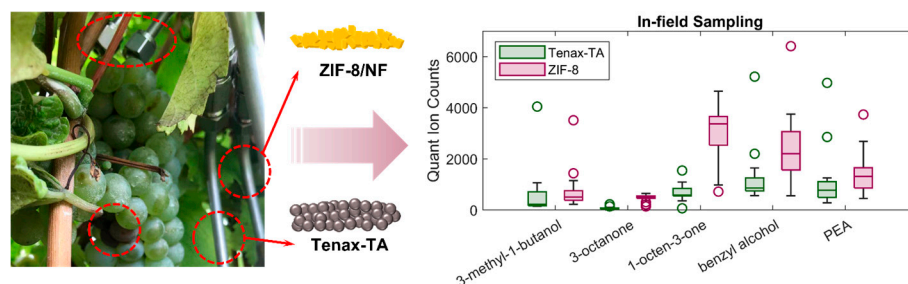 ZIF-8/NF
Tenax-TA
In-field Sampling
Quant Ion Counts
6000
4000
2000
0
Tenax-TA
ZIF-8
3-methyl-1-butanol
3-octanone
1-octen-3-one
benzyl alcohol
PEA